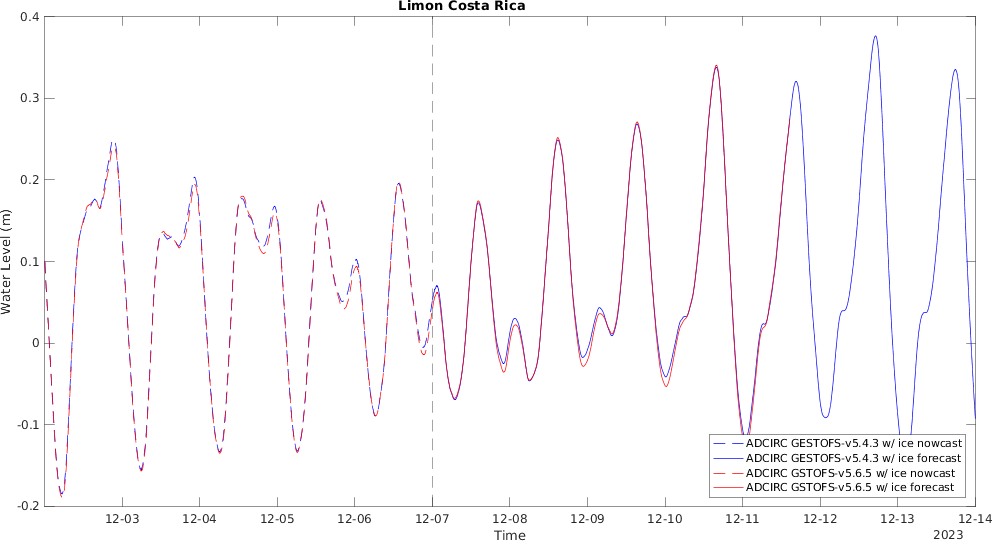 Limon Costa Rica
0.4
0.3
0.2
0.1
0
-0.1
-0.2
Water Level (m)
12-03
12-04
12-05
12-06
12-07
12-08
12-09
12-10
12-11
12-12
12-13
12-14
Time
2023
ADCIRC GESTOFS-v5.4.3 w/ ice nowcast
ADCIRC GESTOFS-v5.4.3 w/ ice forecast
ADCIRC GSTOFS-v5.6.5 w/ ice nowcast
ADCIRC GSTOFS-v5.6.5 w/ ice forecast